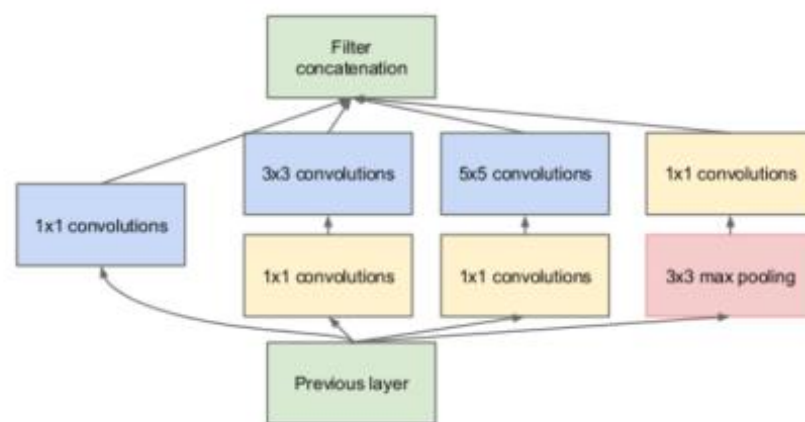 Filter
concatenation
3x3 convolutions
5x5 convolutions
1x1 convolutions
1x1 convolutions
1x1 convolutions
1x1 convolutions
3x3 max pooling
Previous layer